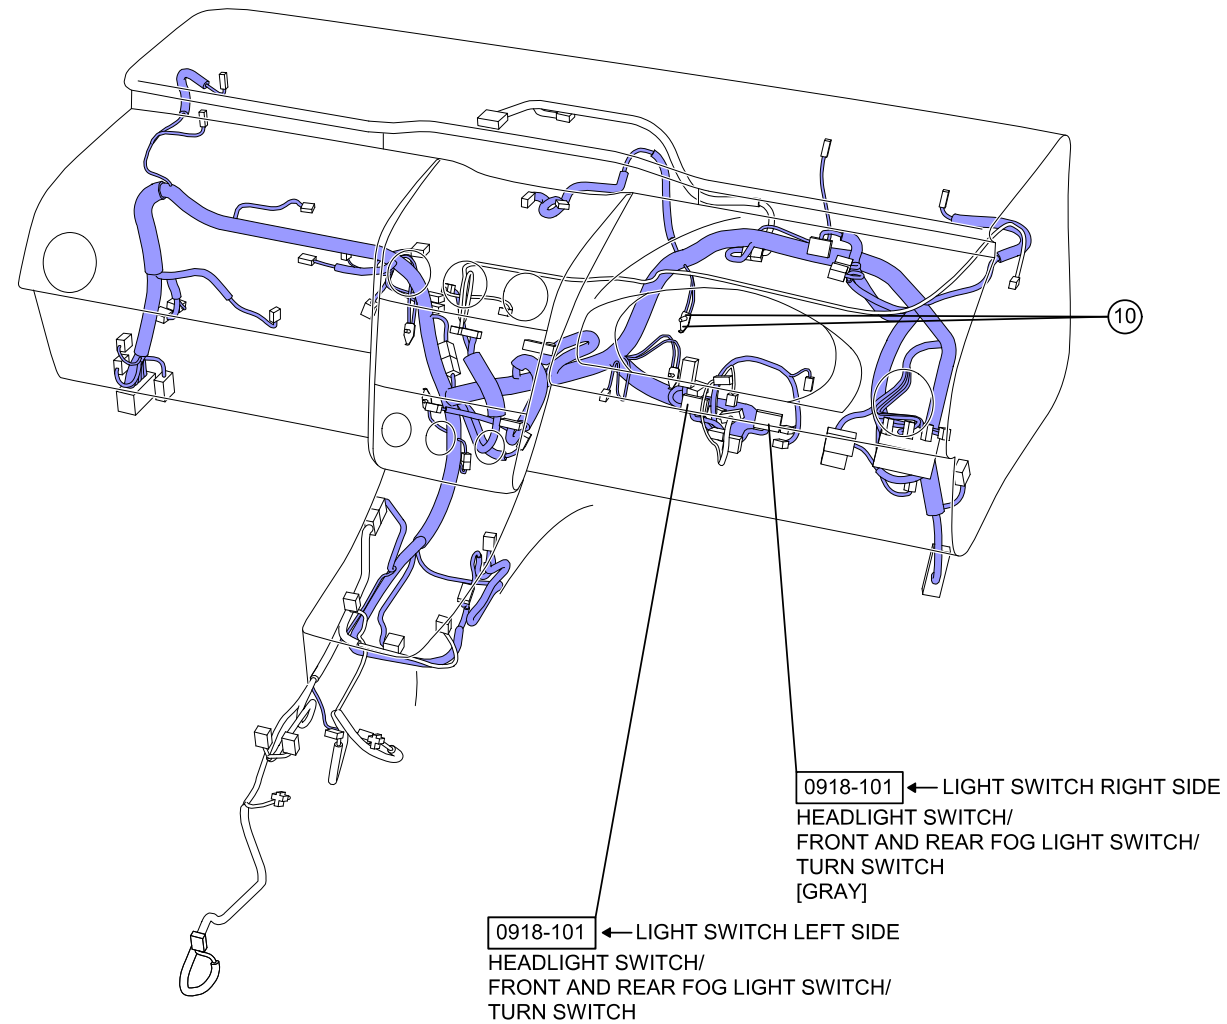 10
0918-101 LIGHT SWITCH RIGHT SIDE
HEADLIGHT SWITCH/
FRONT AND REAR FOG LIGHT SWITCH/
TURN SWITCH
[GRAY]
0918-101 LIGHT SWITCH LEFT SIDE
HEADLIGHT SWITCH/
FRONT AND REAR FOG LIGHT SWITCH/
TURN SWITCH